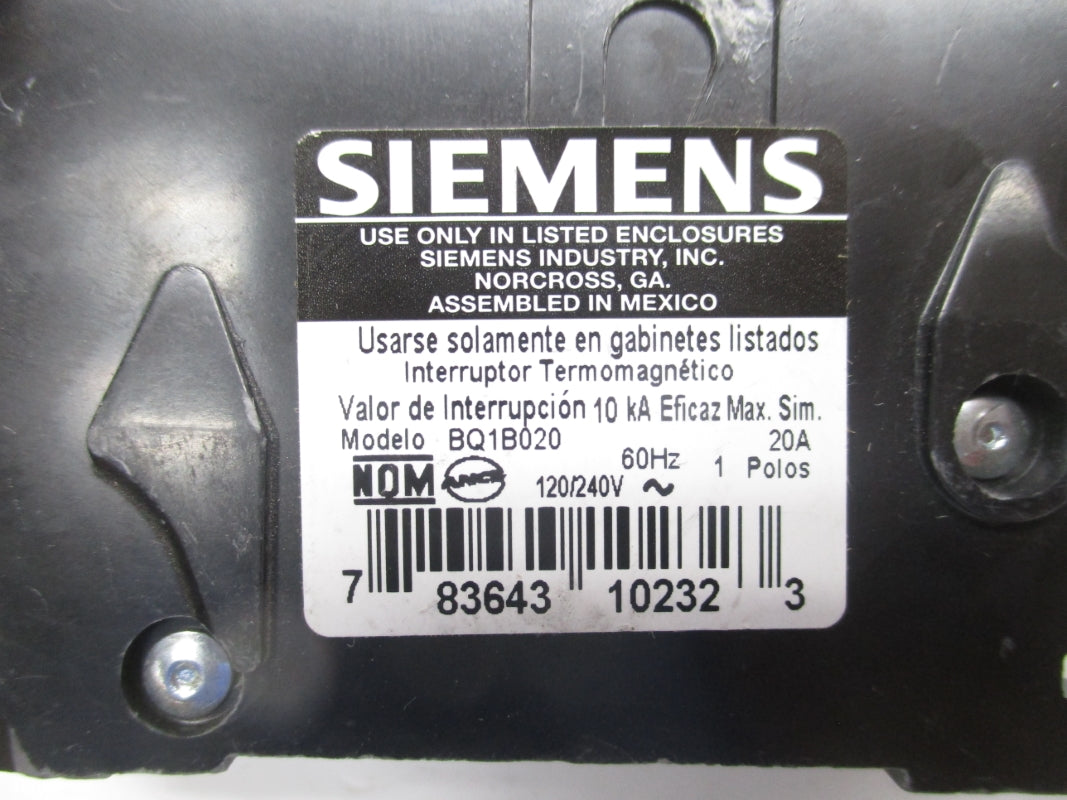 SIEMENS
USE ONLY IN LISTED ENCLOSURES
SIEMENS INDUSTRY, INC.
NORCROSS, GA.
ASSEMBLED IN MEXICO
Usarse solamente en gabinetes listados
Interruptor Termomagnético
Valor de Interrupción 10 kA Eficaz Max. Sim.
Modelo BQ1B020 20A
NOM ANCE 120/240V 60Hz ~ 1 Polos
7 83643 10232 3